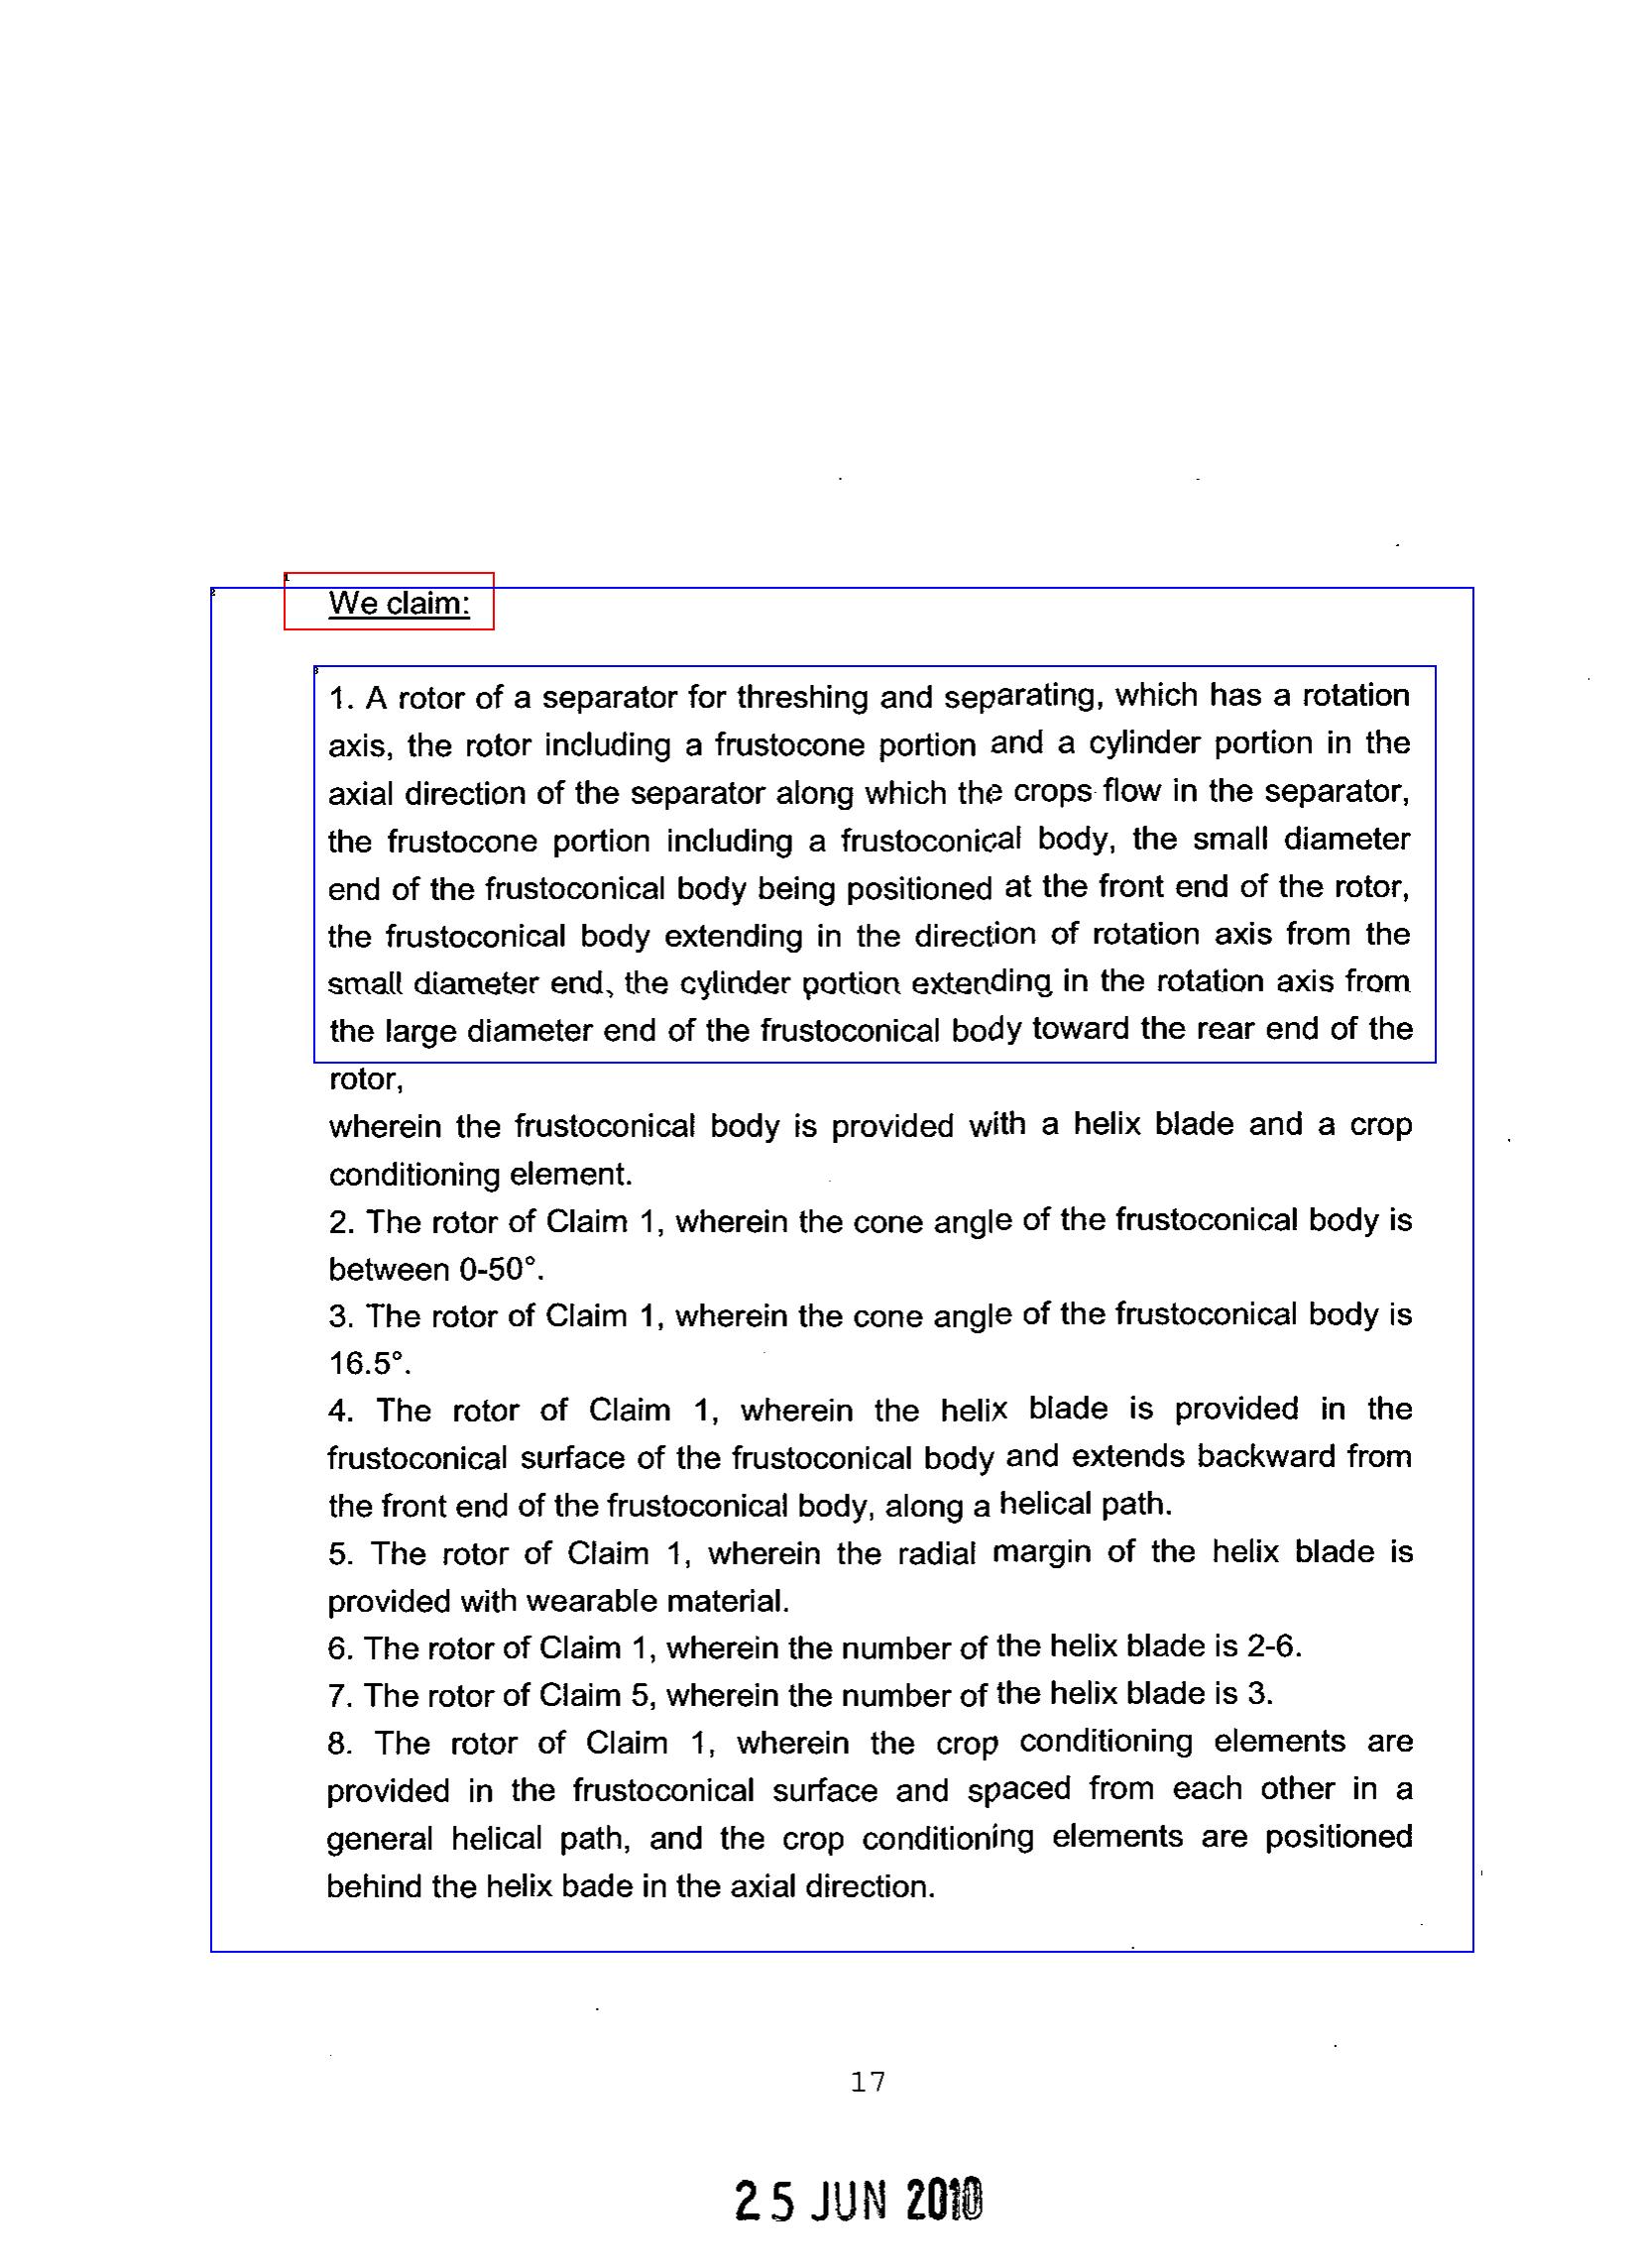 We claim:
1. A rotor of a separator for threshing and separating, which has a rotation
axis, the rotor including a frustocone portion and a cylinder portion in the
axial direction of the separator along which the crops flow in the separator,
the frustocone portion including a frustoconical body, the small diameter
end of the frustoconical body being positioned at the front end of the rotor,
the frustoconical body extending in the direction of rotation axis from the
small diameter end, the cylinder portion extending in the rotation axis from
the large diameter end of the frustoconical body toward the rear end of the
rotor,
wherein the frustoconical body is provided with a helix blade and a crop
conditioning element.
2. The rotor of Claim 1, wherein the cone angle of the frustoconical body is
between 0-50°.
3. The rotor of Claim 1, wherein the cone angle of the frustoconical body is
16.5°.
4. The rotor of Claim 1, wherein the helix blade is provided in the
frustoconical surface of the frustoconical body and extends backward from
the front end of the frustoconical body, along a helical path.
5. The rotor of Claim 1, wherein the radial margin of the helix blade is
provided with wearable material.
6. The rotor of Claim 1, wherein the number of the helix blade is 2-6.
7. The rotor of Claim 5, wherein the number of the helix blade is 3.
8. The rotor of Claim 1, wherein the crop conditioning elements are
provided in the frustoconical surface and spaced from each other in a
general helical path, and the crop conditioning elements are positioned
behind the helix bade in the axial direction.
17
25 JUN 2010